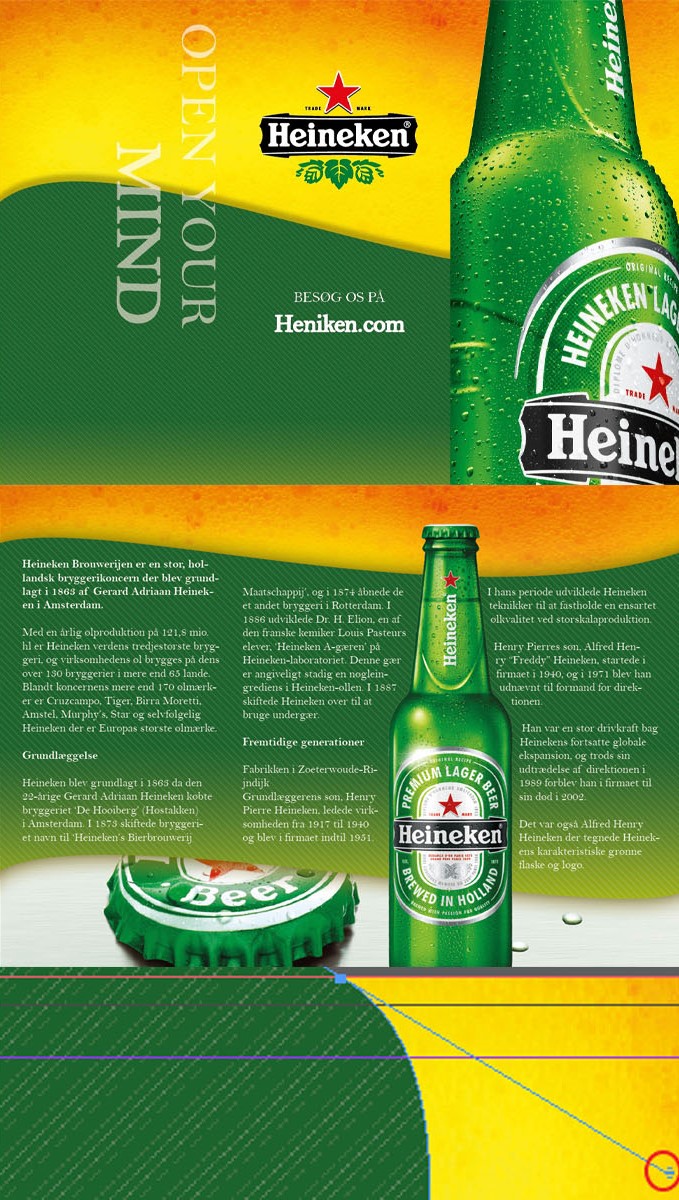 OPEN YOUR
MIND
TRADE MARK
Heineken®
BESØG OS PÅ
Heniken.com
Heine
ORIGINAL RECIPE
HEINEKEN LAG
TRADE
Heine
Heineken Brouwerijen er en stor, hol-
landsk bryggerikoncern der blev grund-
lagt i 1863 af Gerard Adriaan Heinek-
en i Amsterdam.
Med en årlig ølproduktion på 121,8 mio.
hl er Heineken verdens tredjestørste bryg-
geri, og virksomhedens øl brygges på dens
over 130 bryggerier i mere end 65 lande.
Blandt koncernens mere end 170 ølmærk-
er er Cruzcampo, Tiger, Birra Moretti,
Amstel, Murphy's, Star og selvfølgelig
Heineken der er Europas største ølmærke.
Grundlæggelse
Heineken blev grundlagt i 1863 da den
22-årige Gerard Adriaan Heineken købte
bryggeriet 'De Hooiberg' (Høstakken)
i Amsterdam. I 1873 skiftede bryggeri-
et navn til 'Heineken's Bierbrouwerij
Maatschappij', og i 1874 åbnede de
et andet bryggeri i Rotterdam. I
1886 udviklede Dr. H. Elion, en af
den franske kemiker Louis Pasteurs
elever, 'Heineken A-gæren' på
Heineken-laboratoriet. Denne gær
er angiveligt stadig en nøglein-
grediens i Heineken-øllen. I 1887
skiftede Heineken over til at
bruge undergær.
Fremtidige generationer
Fabrikken i Zoeterwoude-Ri-
jndijk
Grundlæggerens søn, Henry
Pierre Heineken, ledede virk-
somheden fra 1917 til 1940
og blev i firmaet indtil 1951.
I hans periode udviklede Heineken
teknikker til at fastholde en ensartet
ølkvalitet ved storskalaproduktion.
Henry Pierres søn, Alfred Hen-
ry "Freddy" Heineken, startede i
firmaet i 1940, og i 1971 blev han
udnævnt til formand for direk-
tionen.
Han var en stor drivkraft bag
Heinekens fortsatte globale
ekspansion, og trods sin
udtrædelse af direktionen i
1989 forblev han i firmaet til
sin død i 2002.
Det var også Alfred Henry
Heineken der tegnede Heinek-
ens karakteristiske grønne
flaske og logo.
Heineken
ORIGINAL RECIPE
PREMIUM LAGER BEER
TRADE MARK
Heineken
BREWED IN HOLLAND
BREWED WITH PASSION FOR QUALITY
Beer